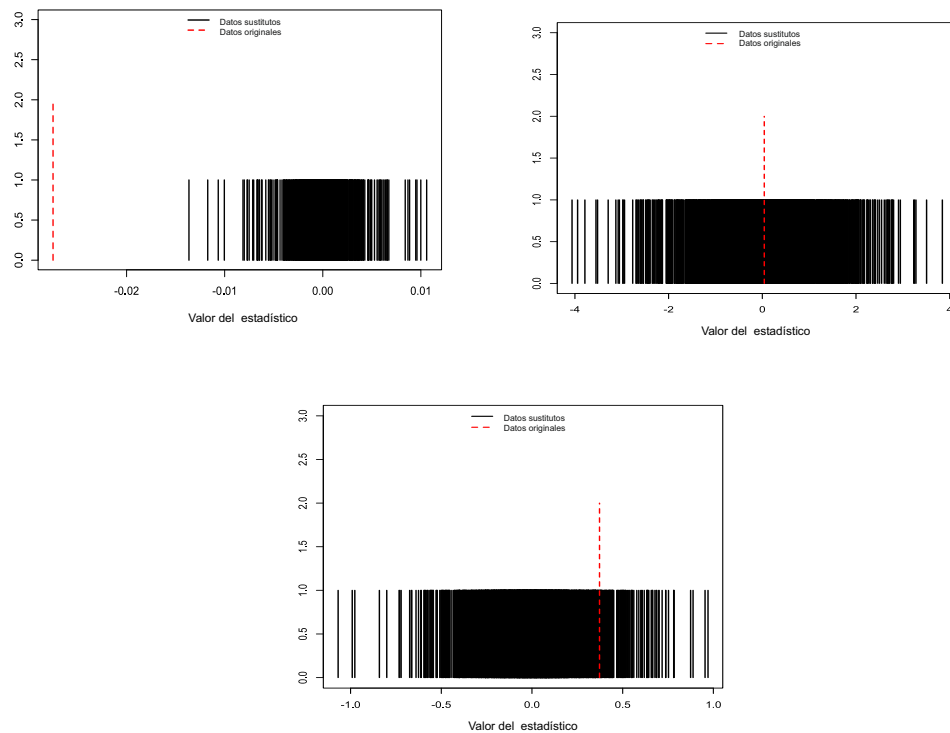 3.0
2.5
2.0
1.5
1.0
0.5
0.0
Datos sustitutos
Datos originales
-0.02 -0.01 0.00 0.01
Valor del estadístico
3.0
2.5
2.0
1.5
1.0
0.5
0.0
Datos sustitutos
Datos originales
-4 -2 0 2 4
Valor del estadístico
3.0
2.5
2.0
1.5
1.0
0.5
0.0
Datos sustitutos
Datos originales
-1.0 -0.5 0.0 0.5 1.0
Valor del estadístico